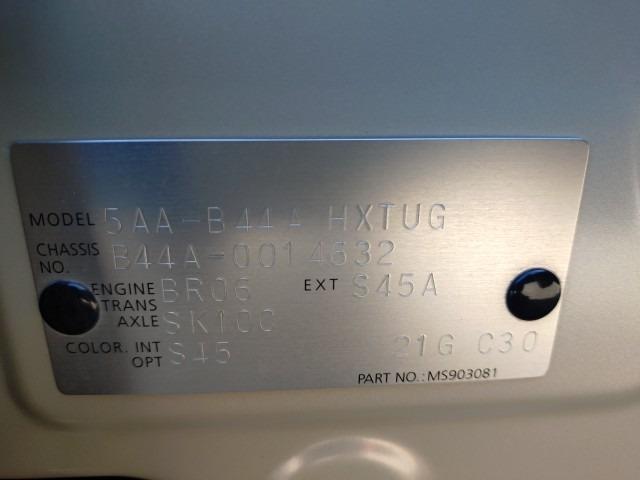 MODEL 5AA-B44A HXTUG
CHASSIS NO. B44A-0014632
ENGINE BR06 EXT S45A
TRANS AXLE SK10C
COLOR. INT S45 21G C30
OPT
PART NO.:MS903081